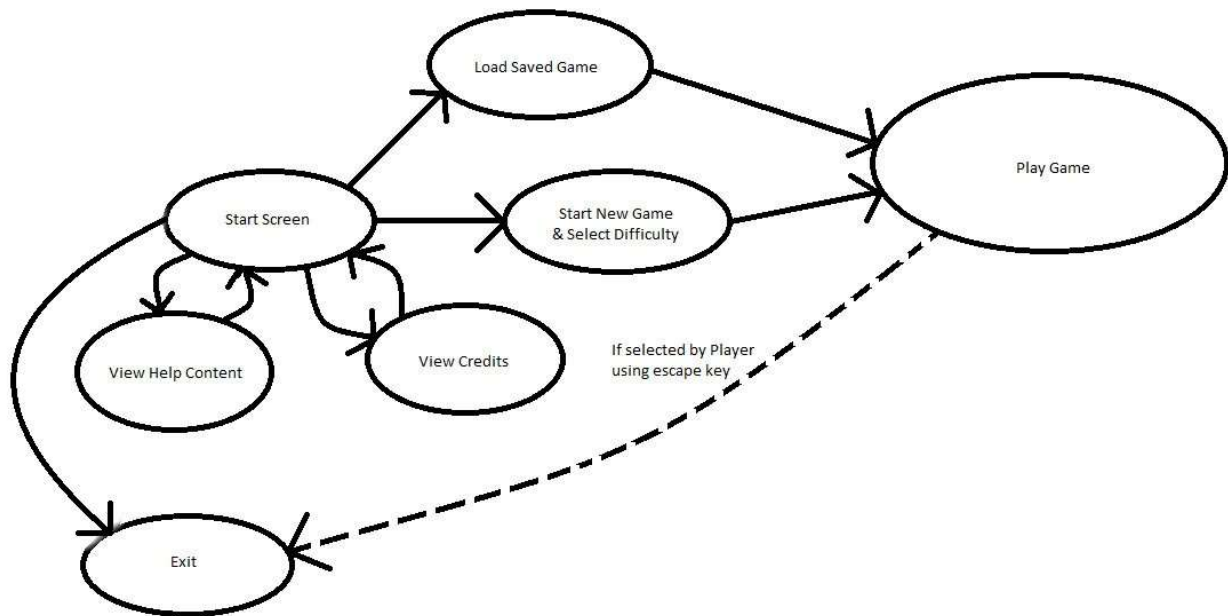 Load Saved Game
Play Game
Start Screen
Start New Game
& Select Difficulty
View Help Content
View Credits
If selected by Player
using escape key
Exit